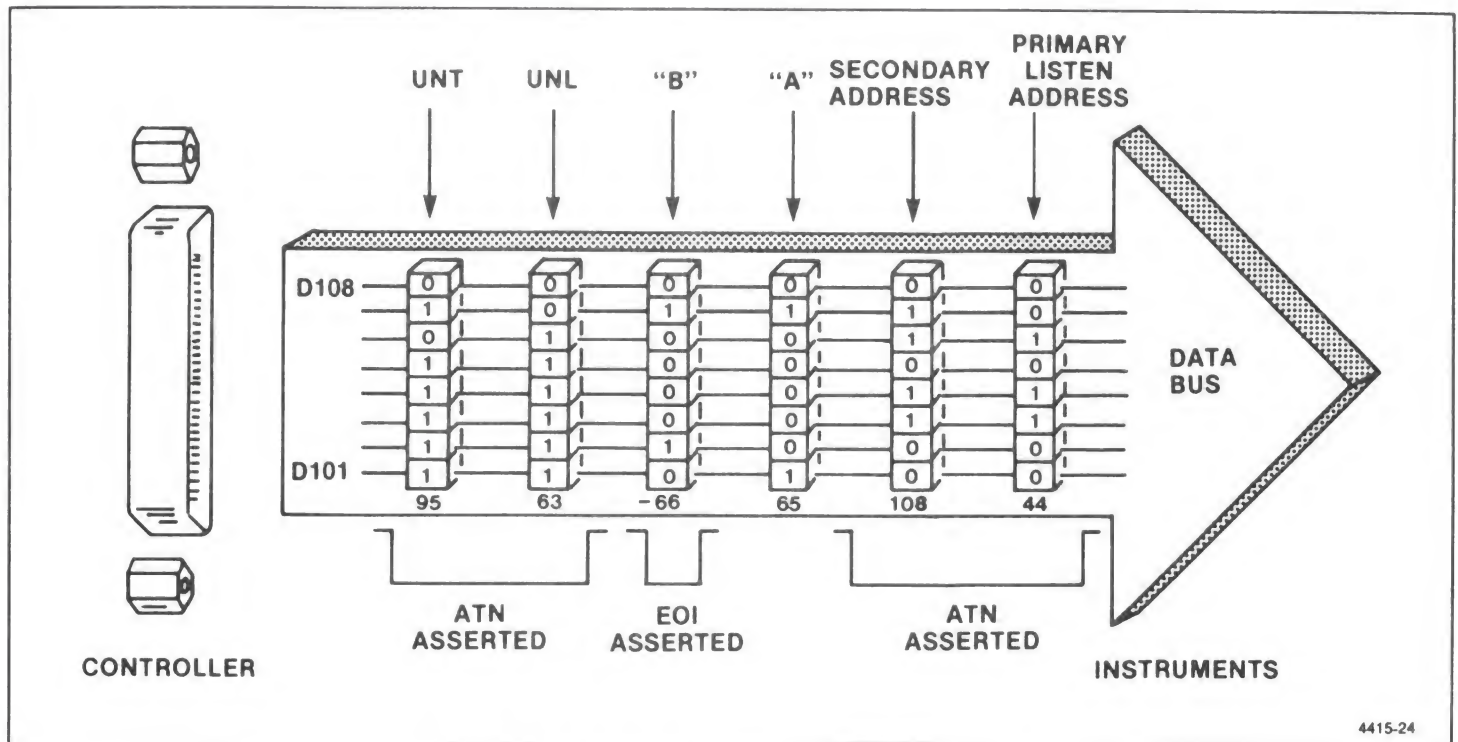 UNT UNL “B” “A” SECONDARY ADDRESS PRIMARY LISTEN ADDRESS
D108 0 0 0 0 0 0
1 0 1 1 1 0
0 1 0 0 1 1
1 1 0 0 0 0
1 1 0 0 1 1
1 1 0 0 1 1
1 1 1 0 0 0
D101 1 1 0 1 0 0
95 63 -66 65 108 44
DATA
BUS
ATN
ASSERTED
EOI
ASSERTED
ATN
ASSERTED
CONTROLLER
INSTRUMENTS
4415-24